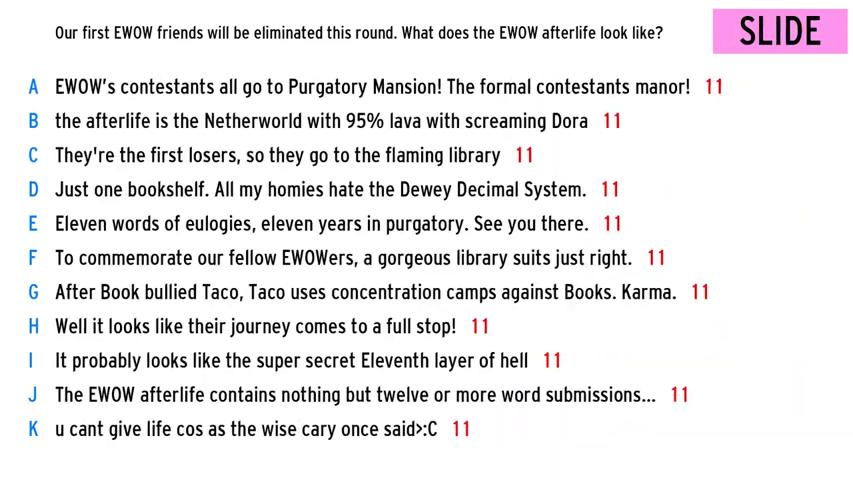 Our first EWOW friends will be eliminated this round. What does the EWOW afterlife look like?
SLIDE
A EWOW's contestants all go to Purgatory Mansion! The formal contestants manor! 11
B the afterlife is the Netherworld with 95% lava with screaming Dora 11
C They're the first losers, so they go to the flaming library 11
D Just one bookshelf. All my homies hate the Dewey Decimal System. 11
E Eleven words of eulogies, eleven years in purgatory. See you there. 11
F To commemorate our fellow EWOWers, a gorgeous library suits just right. 11
G After Book bullied Taco, Taco uses concentration camps against Books. Karma. 11
H Well it looks like their journey comes to a full stop! 11
I It probably looks like the super secret Eleventh layer of hell 11
J The EWOW afterlife contains nothing but twelve or more word submissions... 11
K u cant give life cos as the wise cary once said>:C 11